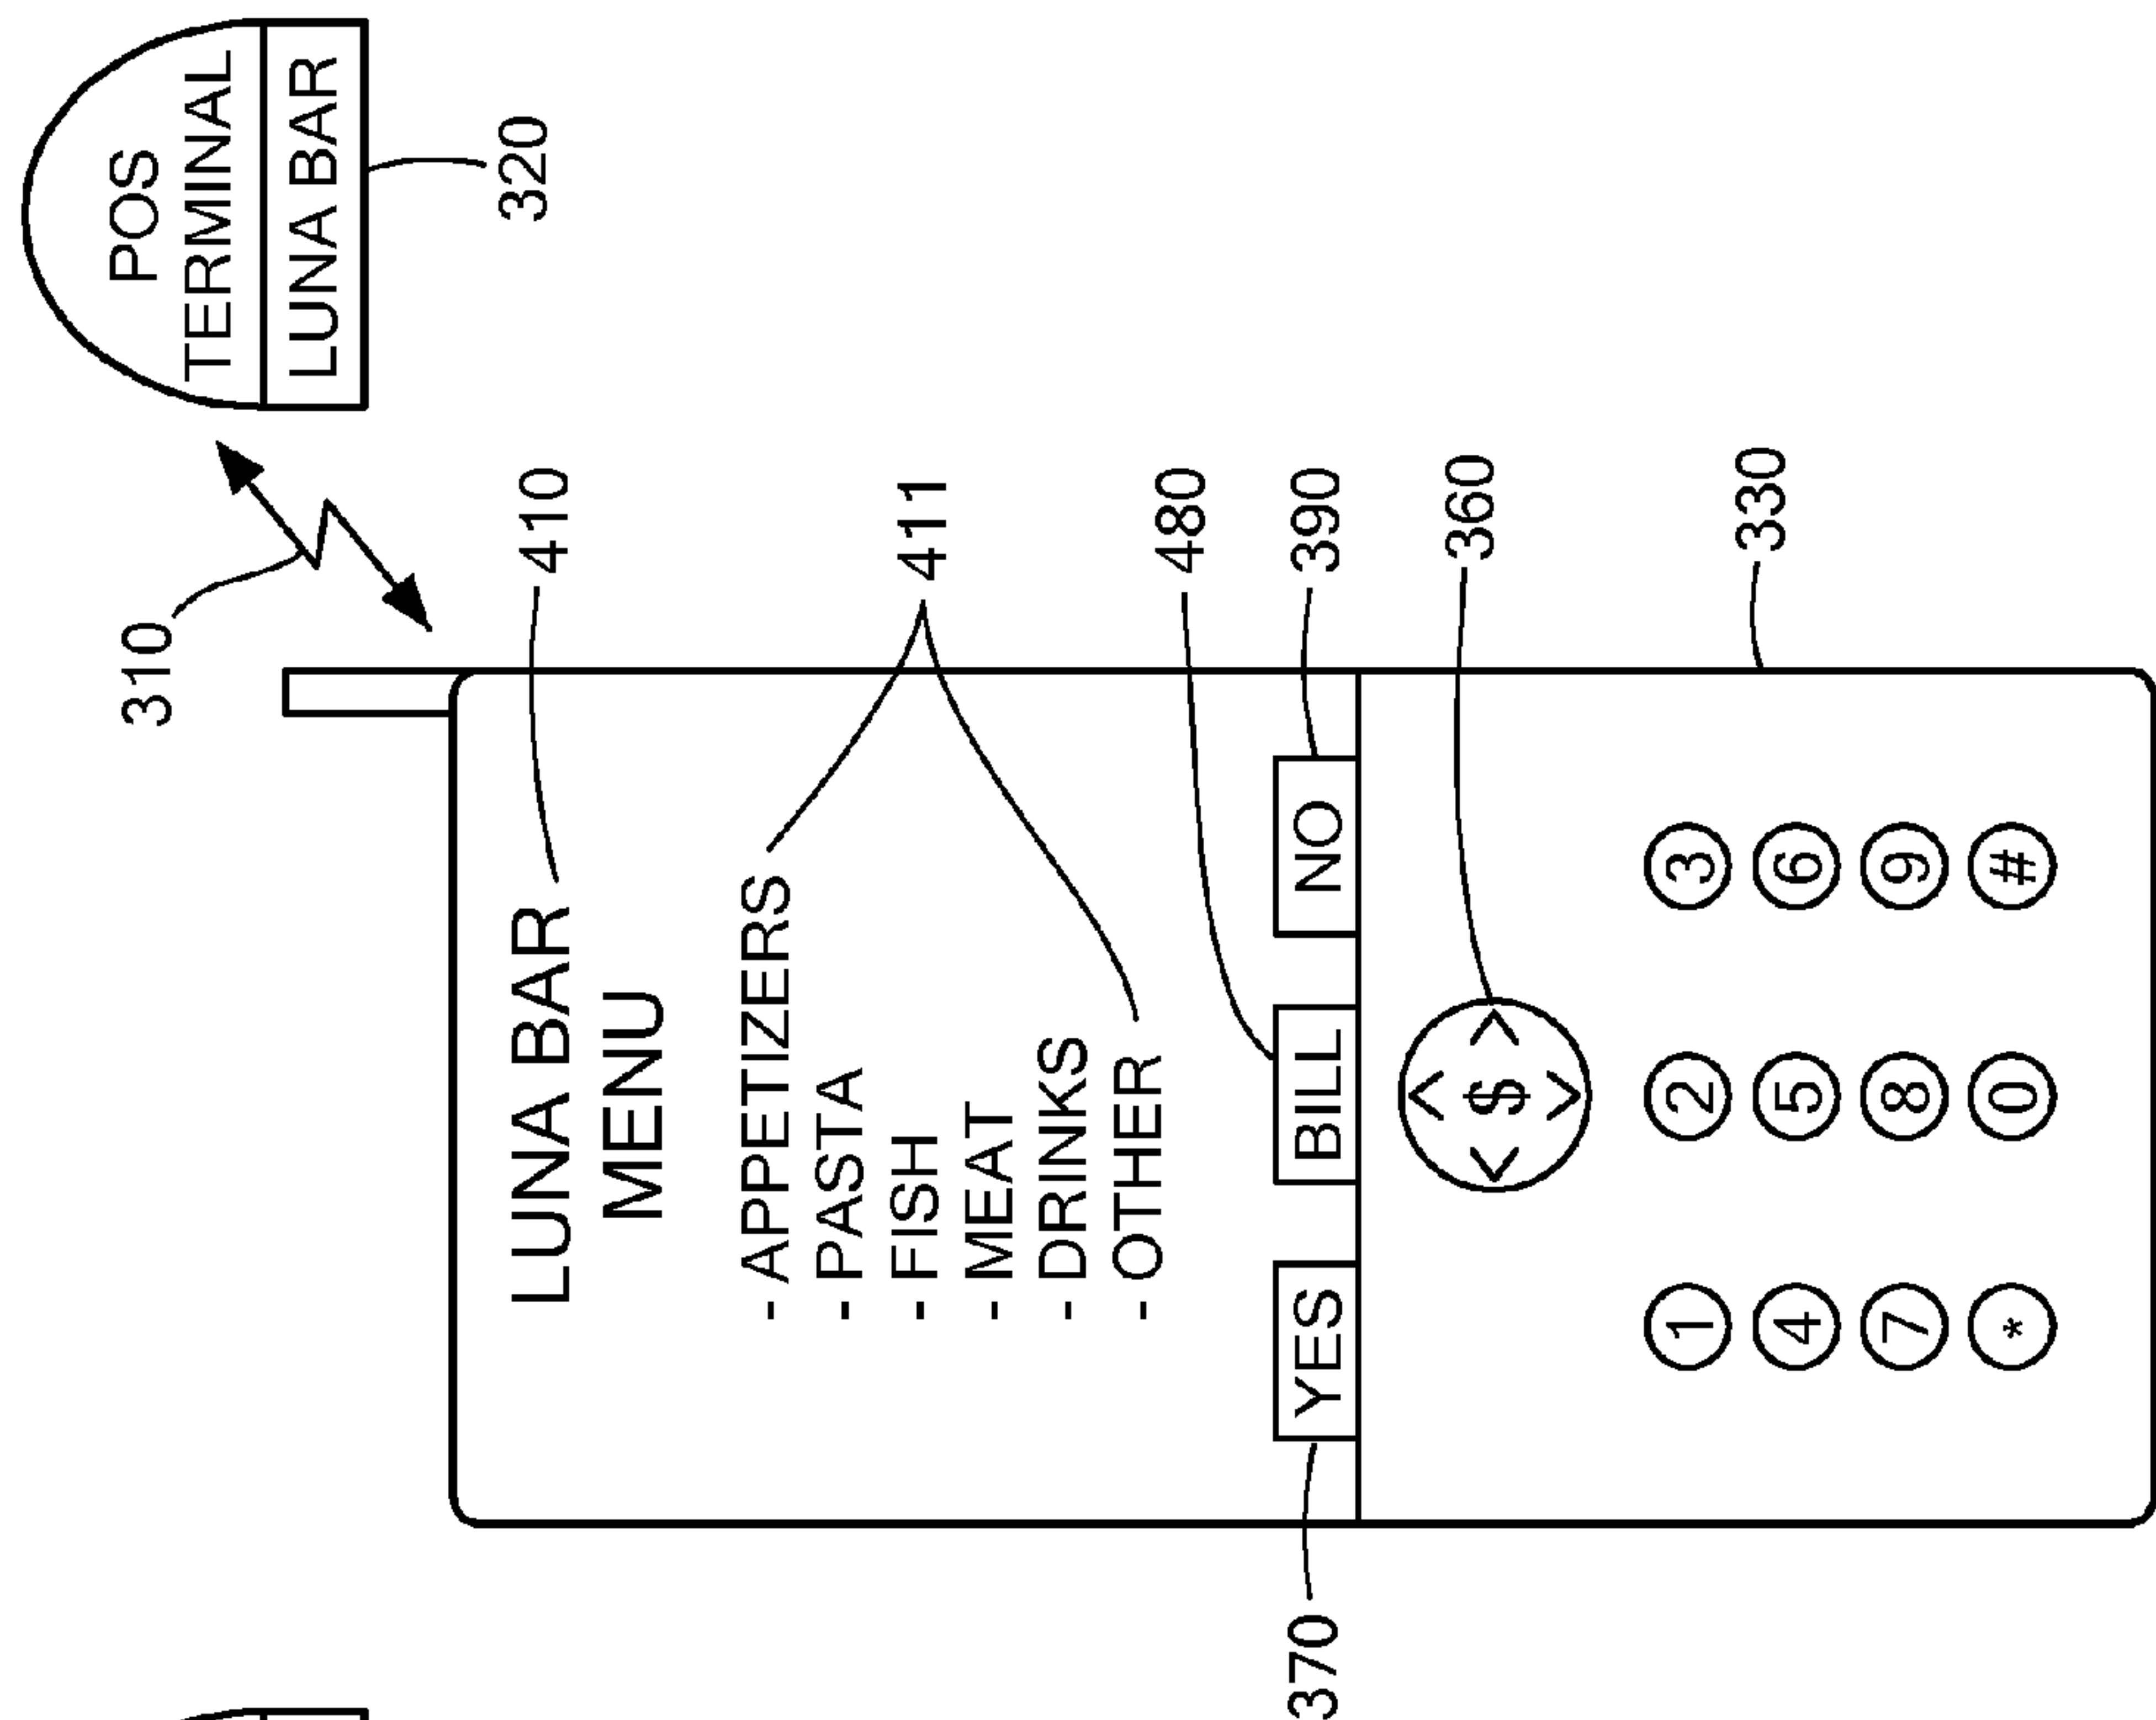 POS
TERMINAL
LUNA BAR
320
310
410
LUNA BAR
MENU
411
- APPETIZERS
- PASTA
- FISH
- MEAT
- DRINKS
- OTHER
480
370
YES BILL NO
390
< $ >
360
330
1 2 3
4 5 6
7 8 9
* 0 #